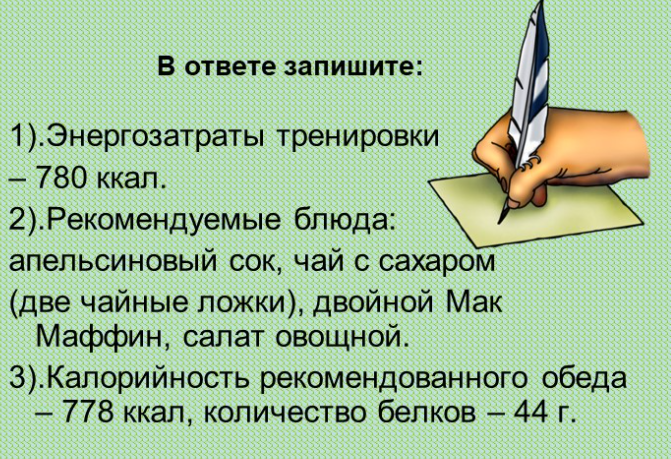 В ответе запишите:
1).Энергозатраты тренировки
– 780 ккал.
2).Рекомендуемые блюда:
апельсиновый сок, чай с сахаром
(две чайные ложки), двойной Мак
Маффин, салат овощной.
3).Калорийность рекомендованного обеда
– 778 ккал, количество белков – 44 г.